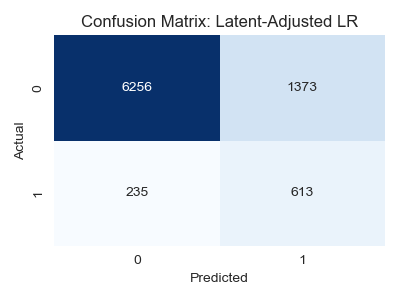 Confusion Matrix: Latent-Adjusted LR
Actual
0
6256
1373
1
235
613
0
1
Predicted